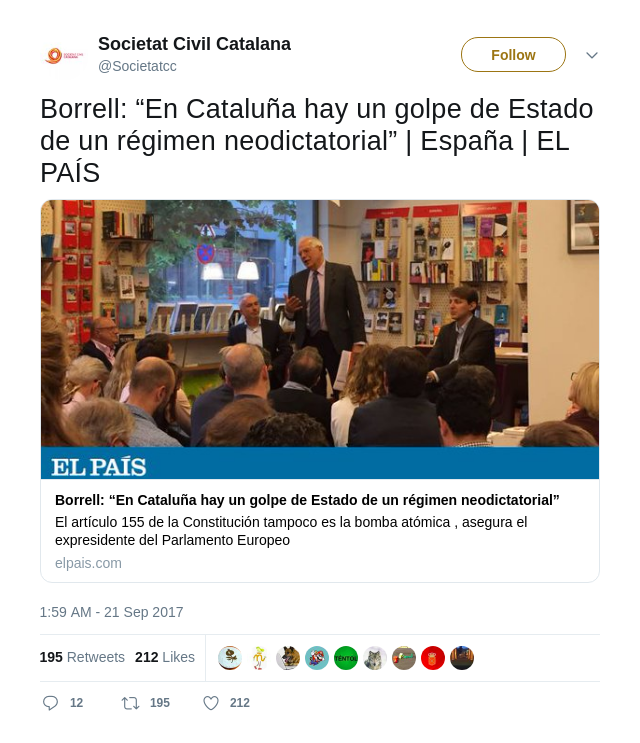 Societat Civil Catalana
@Societatcc
Follow
Borrell: “En Cataluña hay un golpe de Estado
de un régimen neodictatorial” | España | EL
PAÍS
EL PAÍS
Borrell: “En Cataluña hay un golpe de Estado de un régimen neodictatorial”
El artículo 155 de la Constitución tampoco es la bomba atómica , asegura el
expresidente del Parlamento Europeo
elpais.com
1:59 AM - 21 Sep 2017
195 Retweets 212 Likes
12 195 212